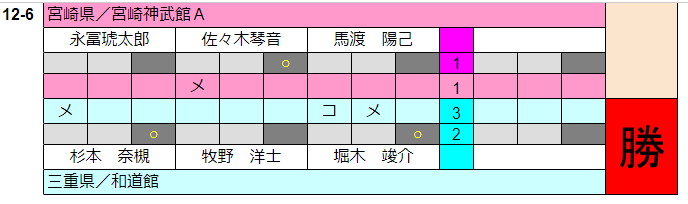 12-6 宮崎県／宮崎神武館Ａ
永冨琥太郎 佐々木琴音 馬渡 陽己
○ 1
メ 1
メ コ メ 3
○ ○ 2
勝
杉本 奈槻 牧野 洋士 堀木 竣介
三重県／和道館